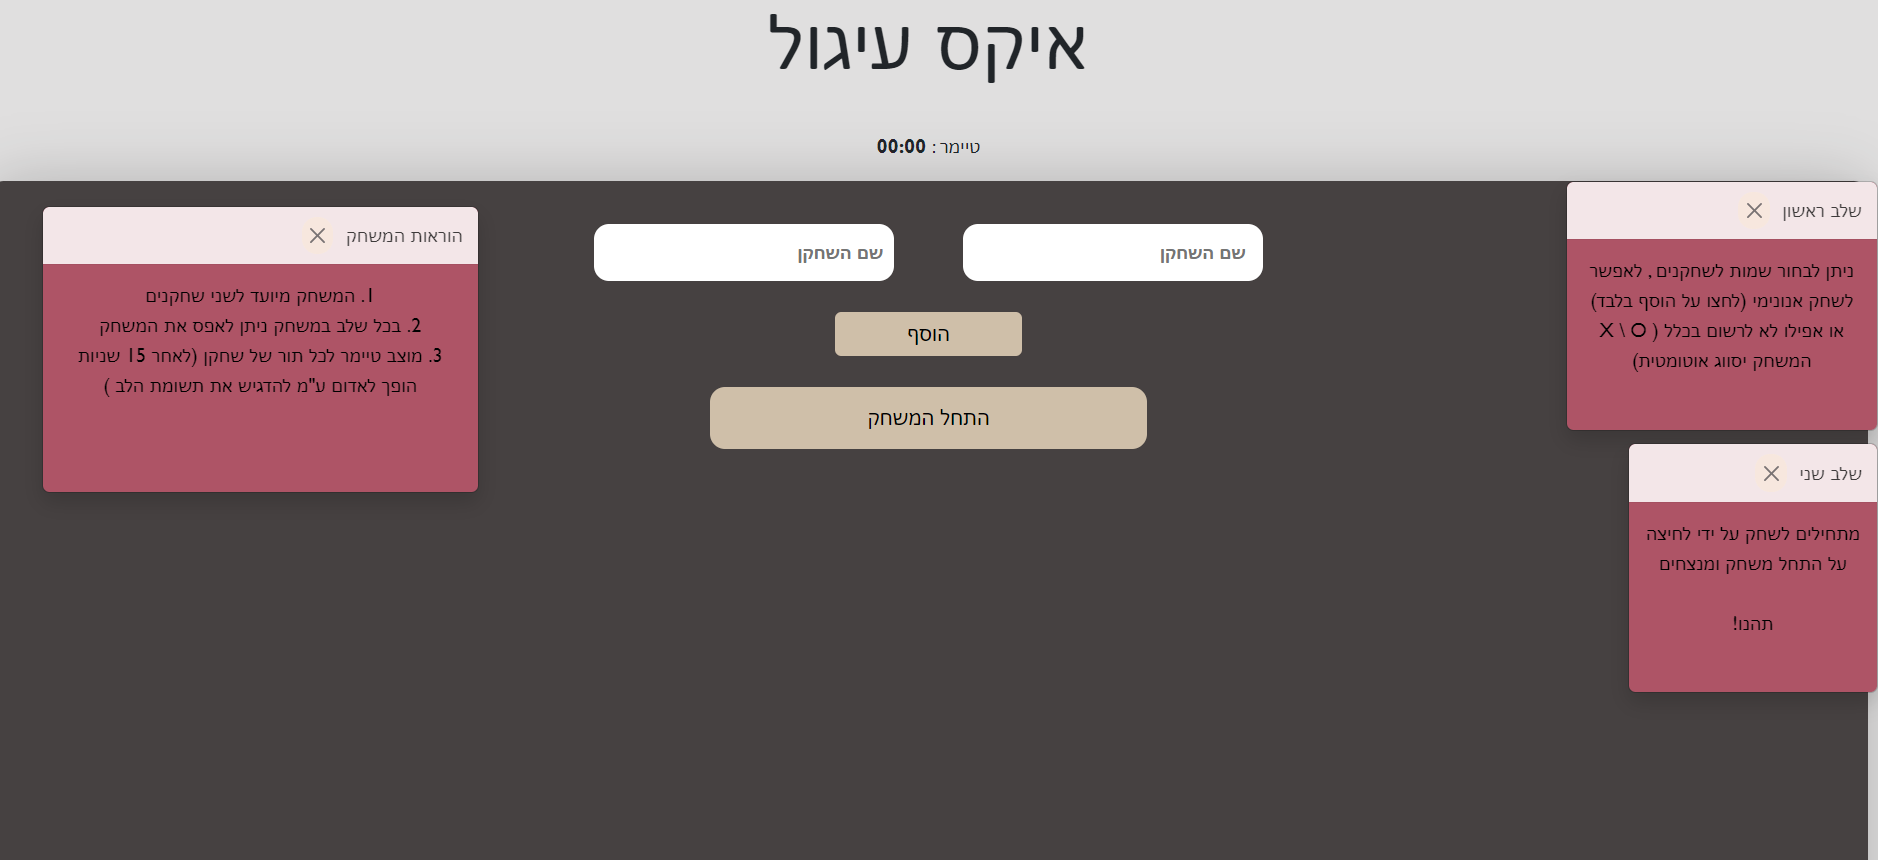 איקס עיגול
טיימר : 00:00
שלב ראשון
ניתן לבחור שמות לשחקנים , לאפשר
לשחק אנונימי (לחצו על הוסף בלבד)
או אפילו לא לרשום בכלל ( X \ O
המשחק יסווג אוטומטית)
שלב שני
מתחילים לשחק על ידי לחיצה
על התחל משחק ומנצחים
תהנו!
שם השחקן
שם השחקן
הוסף
התחל המשחק
הוראות המשחק
1. המשחק מיועד לשני שחקנים
2. בכל שלב במשחק ניתן לאפס את המשחק
3. מוצב טיימר לכל תור של שחקן (לאחר 15 שניות
הופך לאדום ע"מ להדגיש את תשומת הלב )